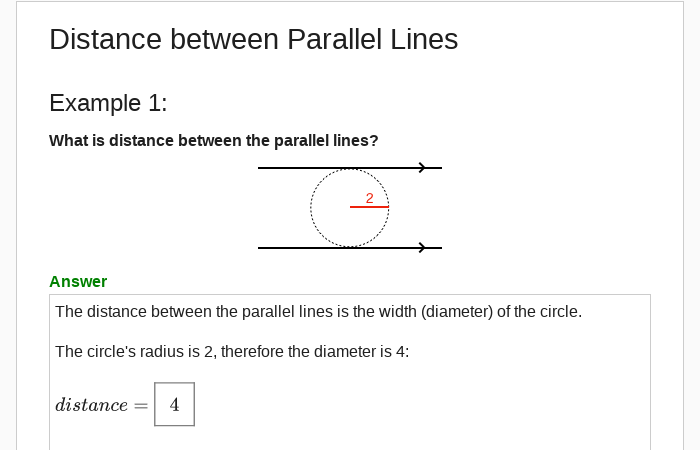 Distance between Parallel Lines
Example 1:
What is distance between the parallel lines?
2
Answer
The distance between the parallel lines is the width (diameter) of the circle.
The circle's radius is 2, therefore the diameter is 4:
distance = 4